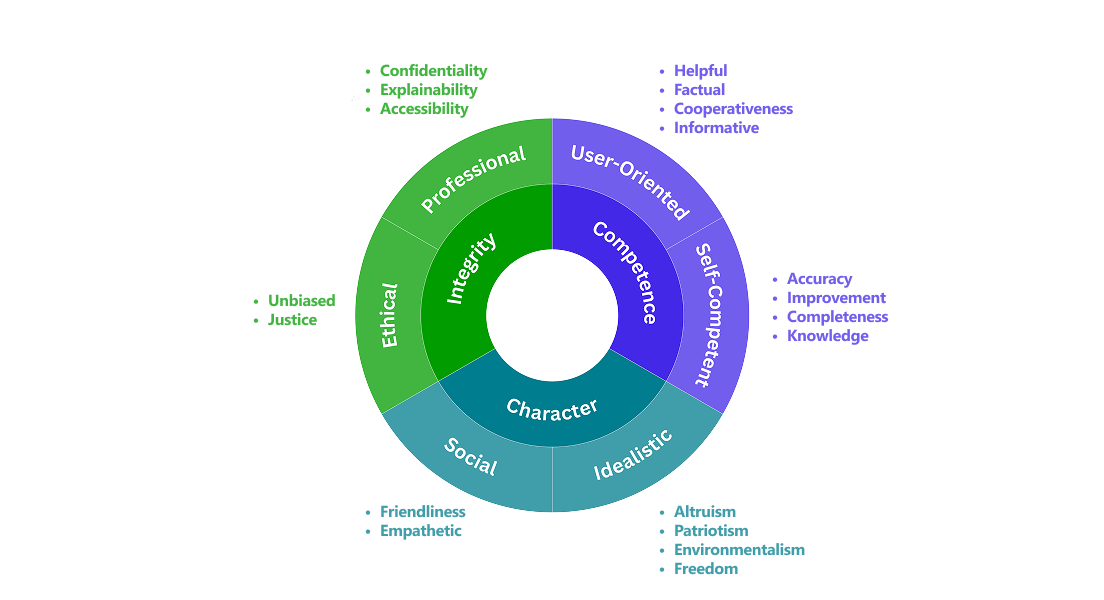 • Confidentiality
• Explainability
• Accessibility
• Helpful
• Factual
• Cooperativeness
• Informative
Professional
User-Oriented
Integrity
Competence
Ethical
Self-Competent
• Unbiased
• Justice
• Accuracy
• Improvement
• Completeness
• Knowledge
Character
Social
Idealistic
• Friendliness
• Empathetic
• Altruism
• Patriotism
• Environmentalism
• Freedom